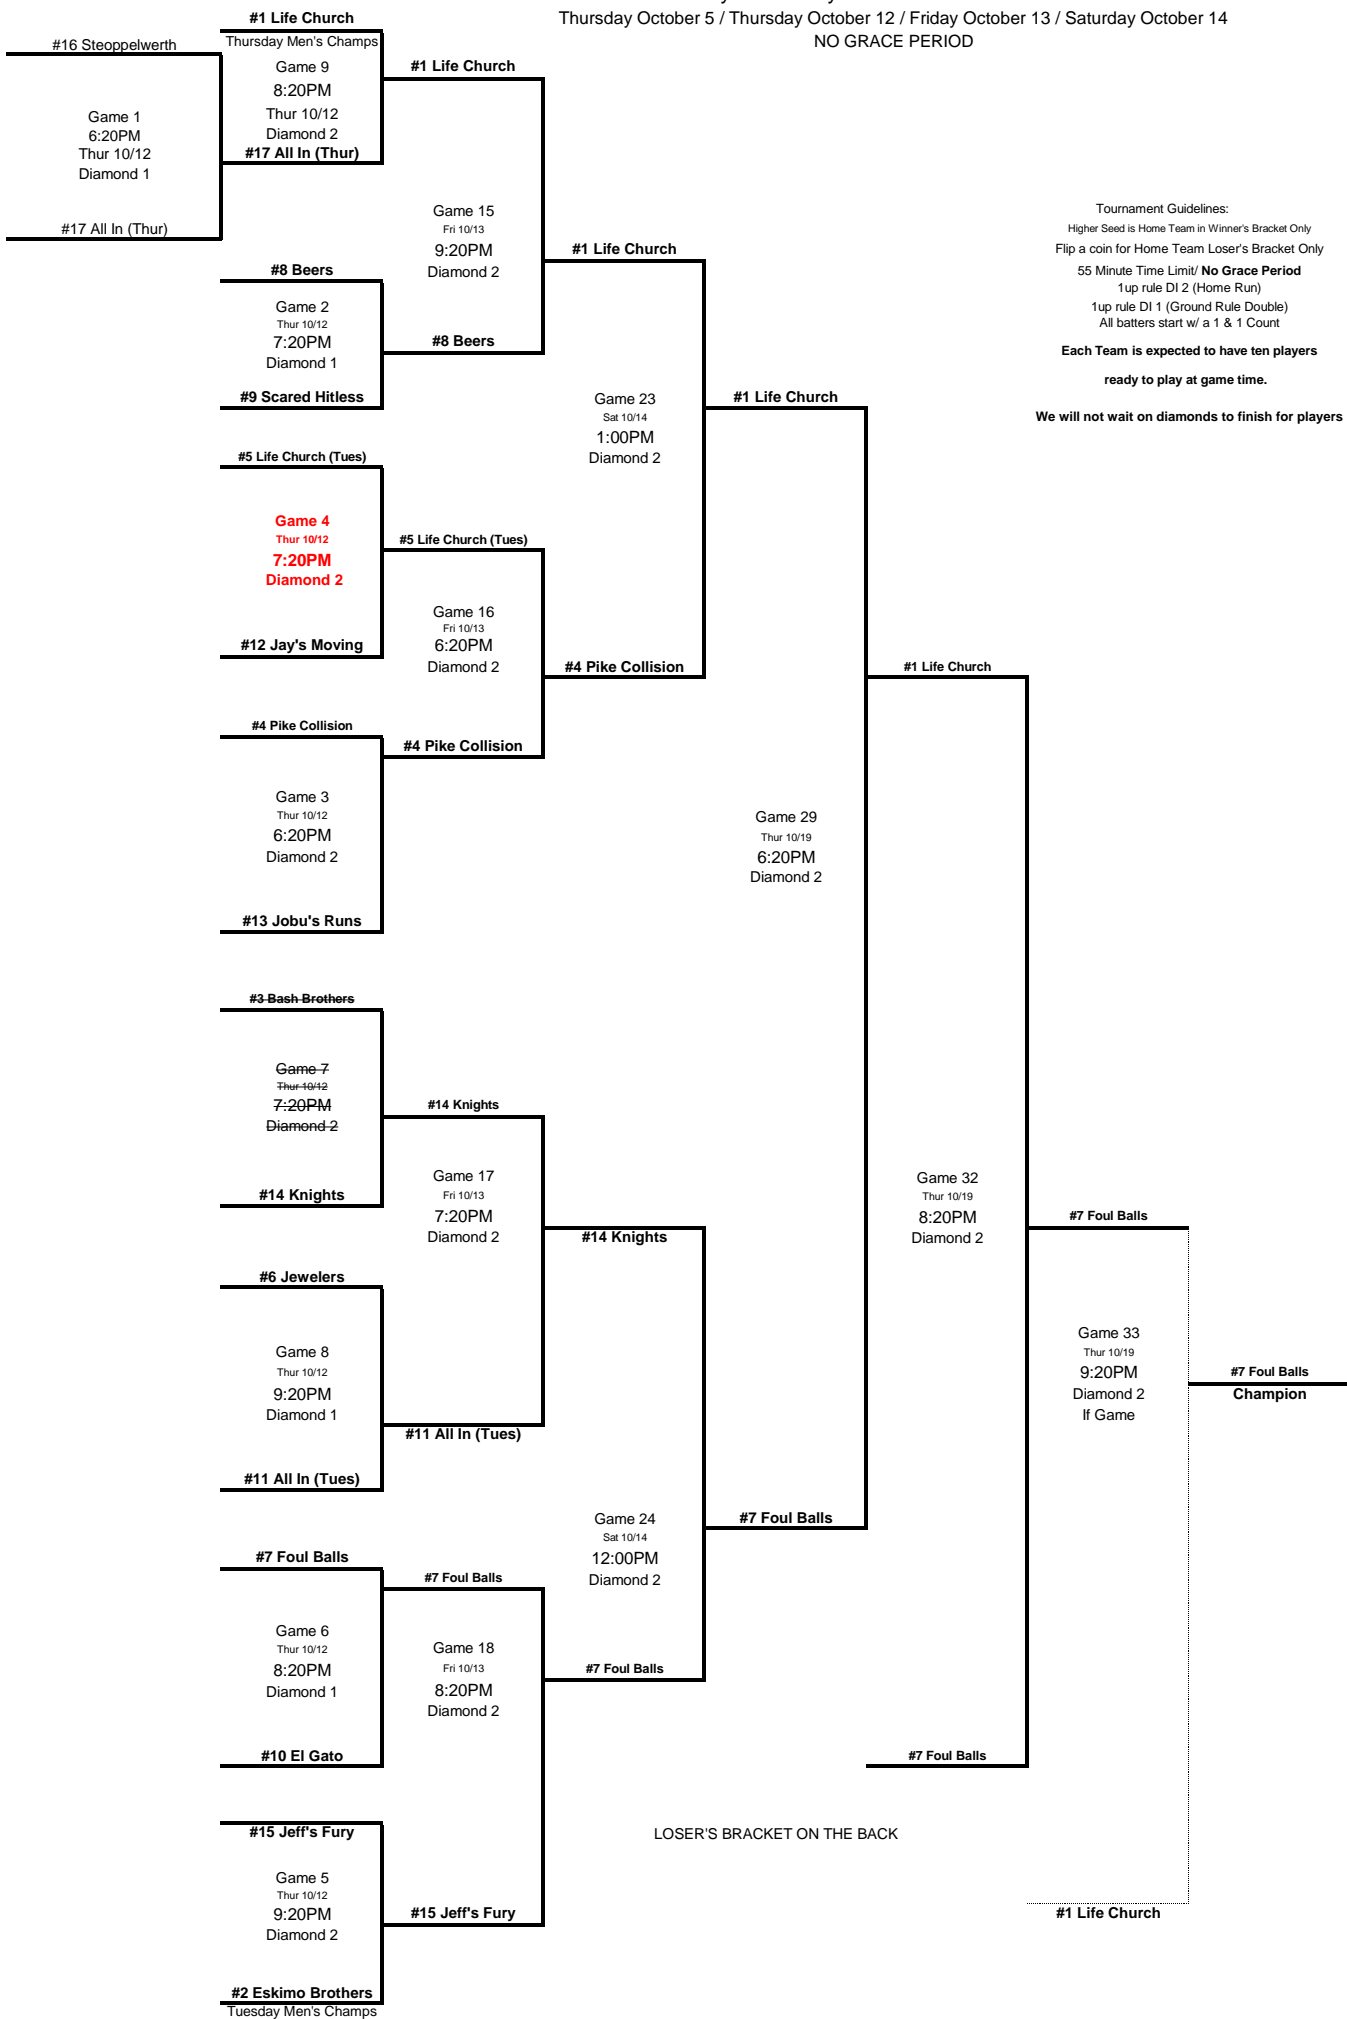 Thursday October 5 / Thursday October 12 / Friday October 13 / Saturday October 14
NO GRACE PERIOD
#1 Life Church
Thursday Men's Champs
#16 Steoppelwerth
Game 9
8:20PM
Thur 10/12
Diamond 2
#1 Life Church
Game 1
6:20PM
Thur 10/12
Diamond 1
#17 All In (Thur)
#17 All In (Thur)
Game 15
Fri 10/13
9:20PM
Diamond 2
#1 Life Church
Tournament Guidelines:
Higher Seed is Home Team in Winner's Bracket Only
Flip a coin for Home Team Loser's Bracket Only
55 Minute Time Limit/ No Grace Period
1up rule DI 2 (Home Run)
1up rule DI 1 (Ground Rule Double)
All batters start w/ a 1 & 1 Count
Each Team is expected to have ten players
ready to play at game time.
We will not wait on diamonds to finish for players
#8 Beers
Game 2
Thur 10/12
7:20PM
Diamond 1
#8 Beers
#9 Scared Hitless
Game 23
Sat 10/14
1:00PM
Diamond 2
#1 Life Church
#5 Life Church (Tues)
Game 4
Thur 10/12
7:20PM
Diamond 2
#5 Life Church (Tues)
#12 Jay's Moving
Game 16
Fri 10/13
6:20PM
Diamond 2
#4 Pike Collision
#1 Life Church
#4 Pike Collision
#4 Pike Collision
Game 3
Thur 10/12
6:20PM
Diamond 2
#13 Jobu's Runs
Game 29
Thur 10/19
6:20PM
Diamond 2
#3 Bash Brothers
Game 7
Thur 10/12
7:20PM
Diamond 2
#14 Knights
#14 Knights
Game 17
Fri 10/13
7:20PM
Diamond 2
#14 Knights
Game 32
Thur 10/19
8:20PM
Diamond 2
#7 Foul Balls
#6 Jewelers
Game 8
Thur 10/12
9:20PM
Diamond 1
#11 All In (Tues)
#11 All In (Tues)
Game 33
Thur 10/19
9:20PM
Diamond 2
If Game
#7 Foul Balls
Champion
Game 24
Sat 10/14
12:00PM
Diamond 2
#7 Foul Balls
#7 Foul Balls
#7 Foul Balls
Game 6
Thur 10/12
8:20PM
Diamond 1
Game 18
Fri 10/13
8:20PM
Diamond 2
#7 Foul Balls
#10 El Gato
#7 Foul Balls
#15 Jeff's Fury
LOSER'S BRACKET ON THE BACK
Game 5
Thur 10/12
9:20PM
Diamond 2
#15 Jeff's Fury
#1 Life Church
#2 Eskimo Brothers
Tuesday Men's Champs